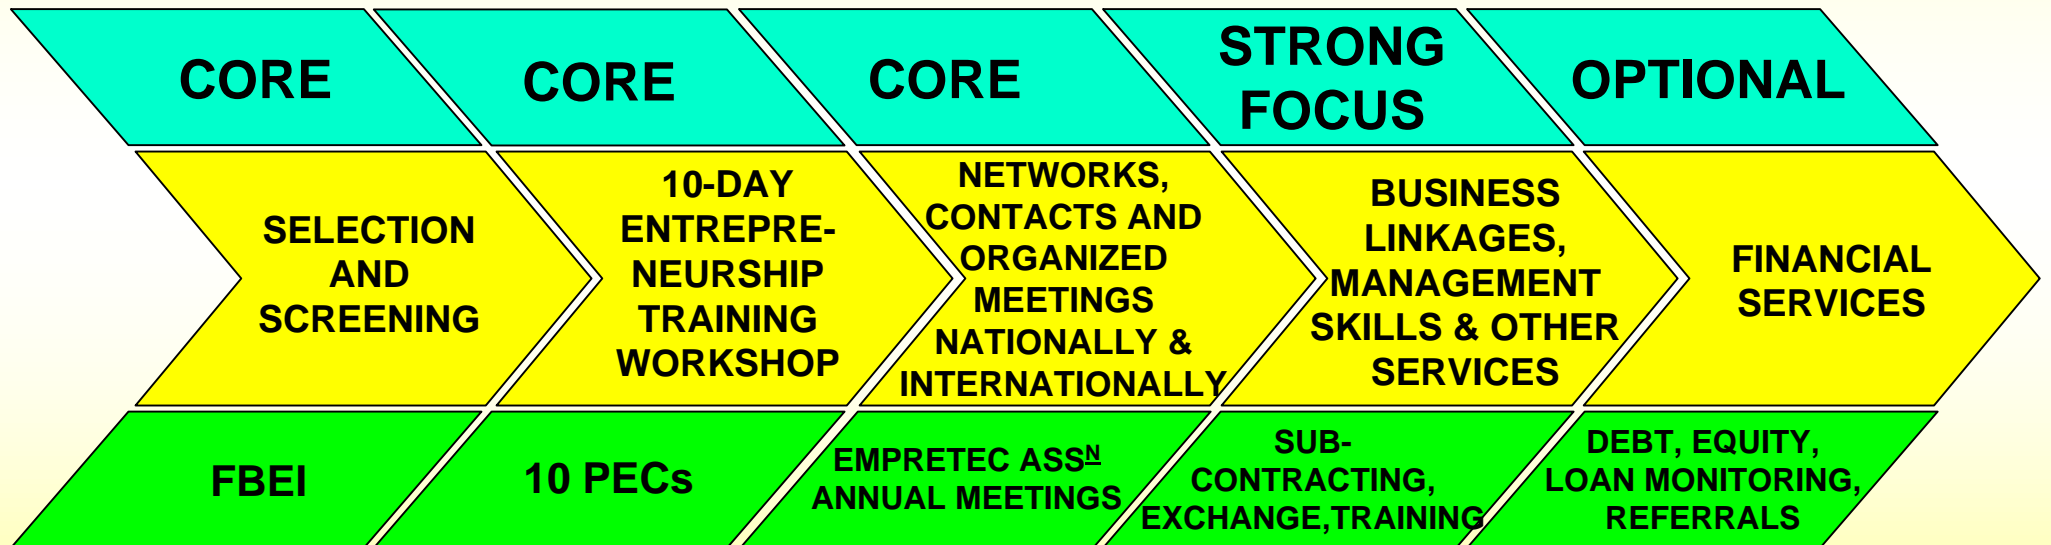 CORE
CORE
CORE
STRONG
FOCUS
OPTIONAL
SELECTION
AND
SCREENING
10-DAY
ENTREPRE-
NEURSHIP
TRAINING
WORKSHOP
NETWORKS,
CONTACTS AND
ORGANIZED
MEETINGS
NATIONALLY &
INTERNATIONALLY
BUSINESS
LINKAGES,
MANAGEMENT
SKILLS & OTHER
SERVICES
FINANCIAL
SERVICES
FBEI
10 PECs
EMPRETEC ASSN
ANNUAL MEETINGS
SUB-
CONTRACTING,
EXCHANGE,TRAINING
DEBT, EQUITY,
LOAN MONITORING,
REFERRALS